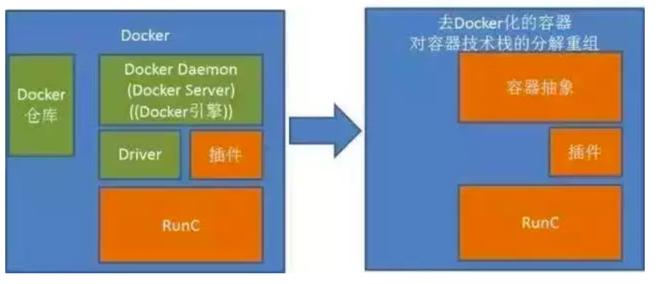 Docker
Docker
仓库
Docker Daemon
(Docker Server)
((Docker引擎))
Driver
插件
RunC
去Docker化的容器
对容器技术栈的分解重组
容器抽象
插件
RunC